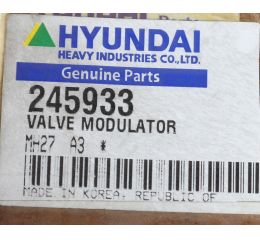 HYUNDAI
HEAVY INDUSTRIES CO.,LTD.
Genuine Parts
245933
VALVE MODULATOR
MH27 A3 *
MADE IN KOREA, REPUBLIC OF